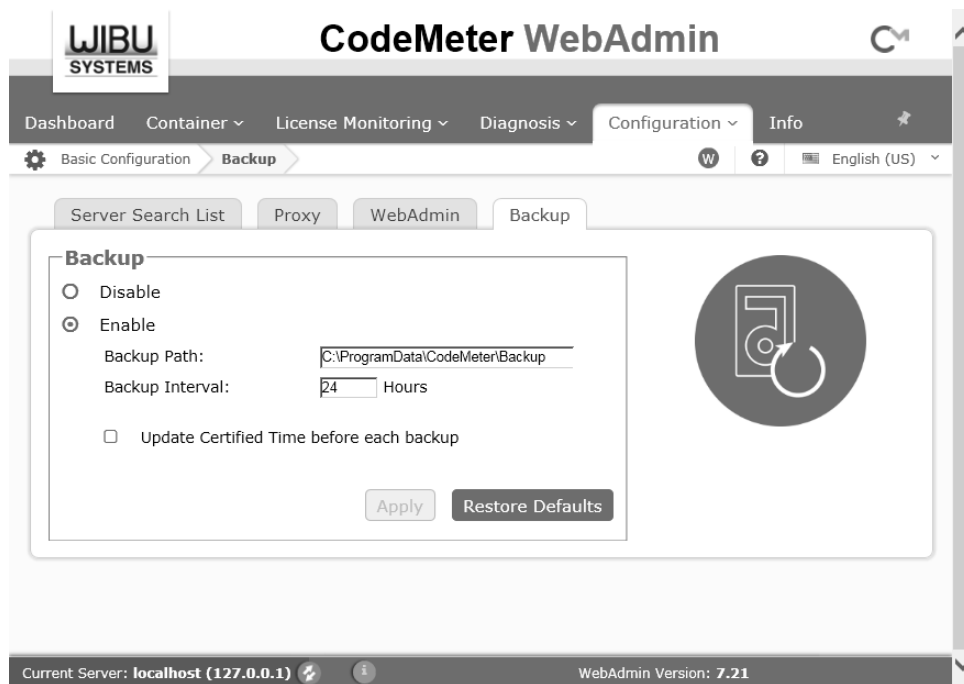 WIBU
SYSTEMS
CodeMeter WebAdmin
CM
Dashboard Container License Monitoring Diagnosis Configuration Info
Basic Configuration Backup W ? English (US)
Server Search List Proxy WebAdmin Backup
Backup
Disable
Enable
Backup Path: C:\ProgramData\CodeMeter\Backup
Backup Interval: 24 Hours
Update Certified Time before each backup
Apply Restore Defaults
Current Server: localhost (127.0.0.1) i WebAdmin Version: 7.21